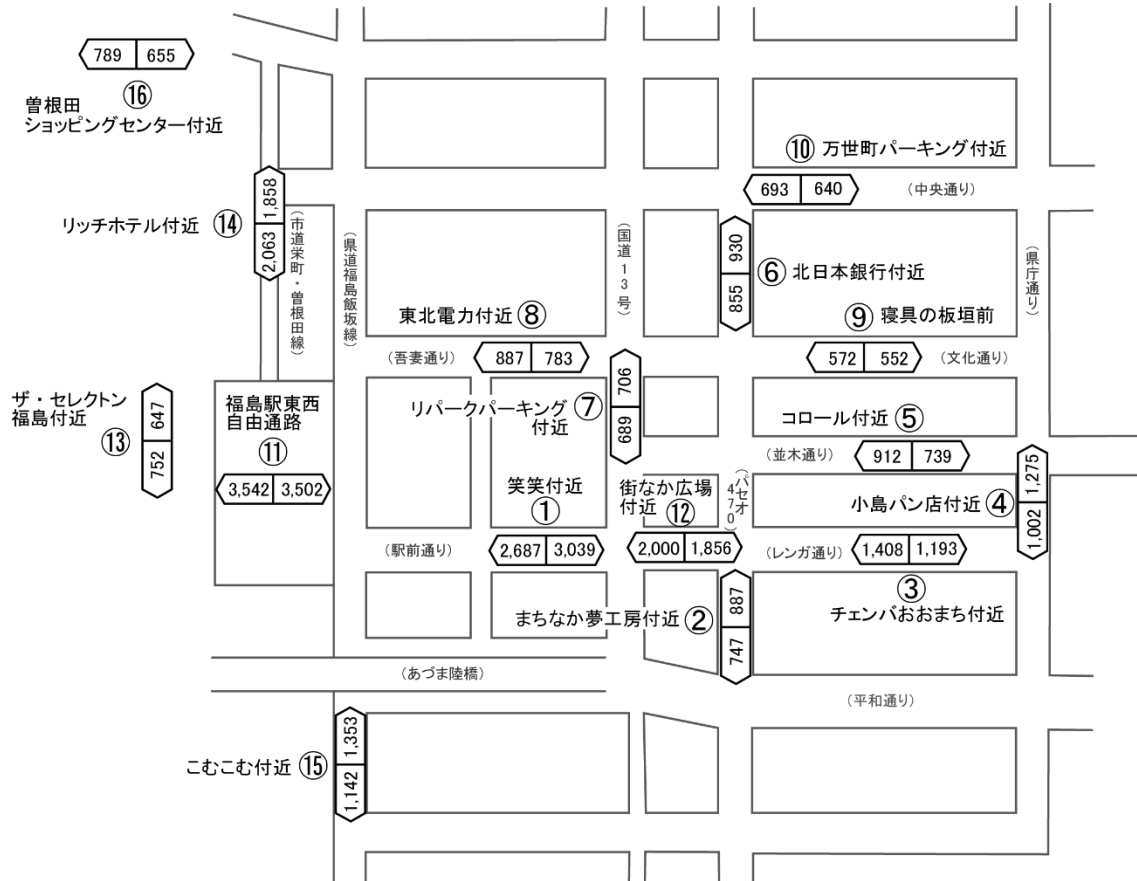 789 655
⑯
曽根田
ショッピングセンター付近
⑩ 万世町パーキング付近
693 640
(中央通り)
1,858
2,063
リッチホテル付近 ⑭
(市道栄町・曽根田線)
(県道福島飯坂線)
(国道13号)
930
855
⑥ 北日本銀行付近
(県庁通り)
東北電力付近 ⑧
⑨ 寝具の板垣前
(吾妻通り)
887 783
572 552
(文化通り)
706
689
リパークパーキング ⑦
付近
ザ・セレクトン
福島付近
⑬
647
752
福島駅東西
自由通路
⑪
3,542 3,502
コロール付近 ⑤
(並木通り)
912 739
笑笑付近
①
街なか広場
付近 ⑫
(パセオ470)
小島パン店付近 ④
1,275
1,002
(駅前通り)
2,687 3,039
2,000 1,856
(レンガ通り)
1,408 1,193
③
チェンバおおまち付近
まちなか夢工房付近 ②
887
747
(あづま陸橋)
(平和通り)
こむこむ付近 ⑮
1,353
1,142